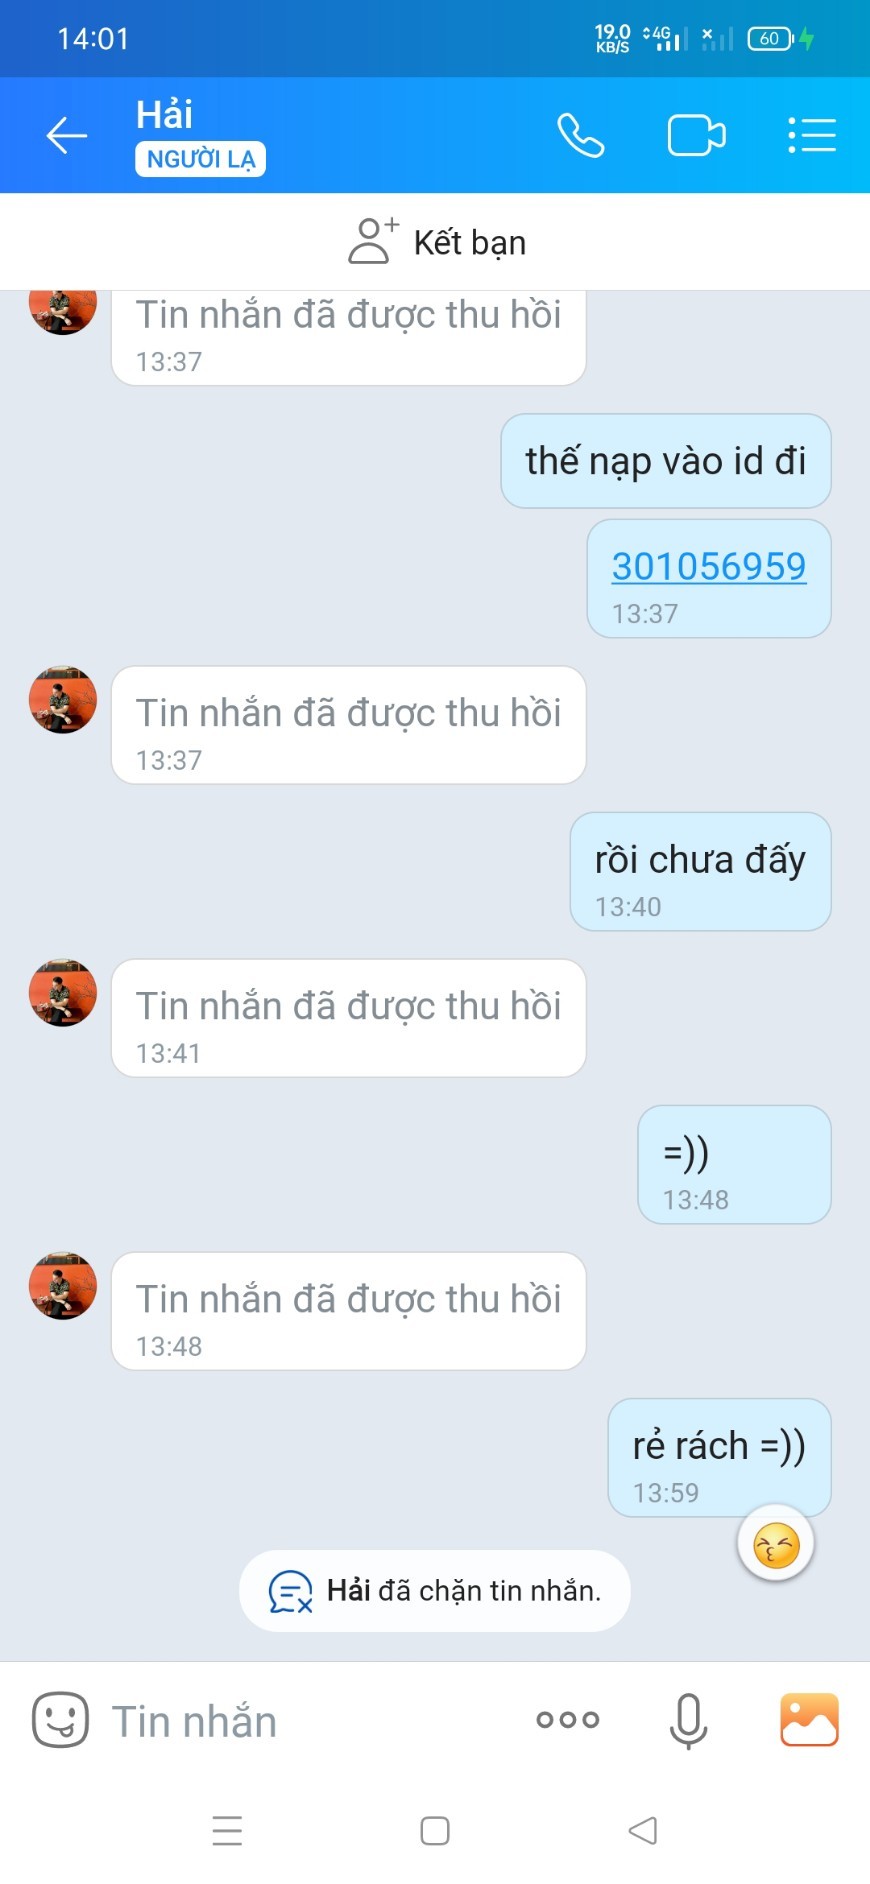 14:01
19.0
KB/S
4G
60
Hải
NGƯỜI LẠ
Kết bạn
Tin nhắn đã được thu hồi
13:37
thế nạp vào id đi
301056959
13:37
Tin nhắn đã được thu hồi
13:37
rồi chưa đấy
13:40
Tin nhắn đã được thu hồi
13:41
=))
13:48
Tin nhắn đã được thu hồi
13:48
rẻ rách =))
13:59
Hải đã chặn tin nhắn.
Tin nhắn